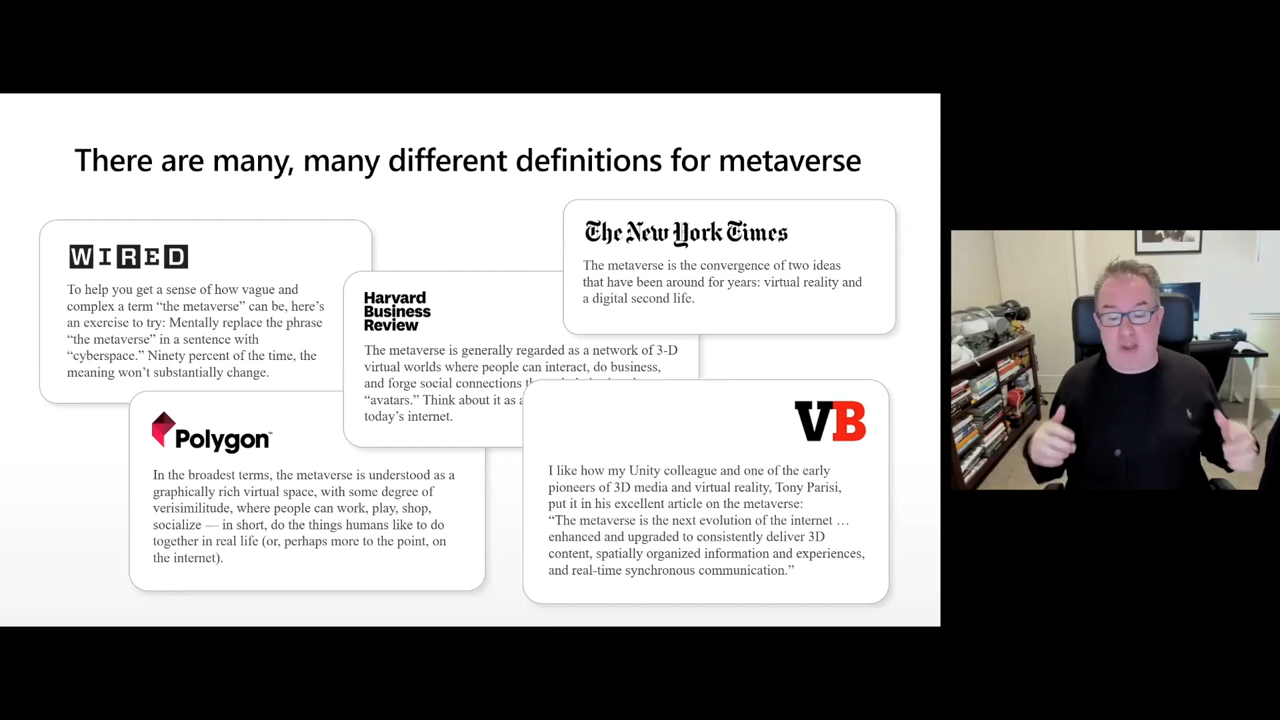 There are many, many different definitions for metaverse
WIRED
To help you get a sense of how vague and
complex a term “the metaverse” can be, here’s
an exercise to try: Mentally replace the phrase
“the metaverse” in a sentence with
“cyberspace.” Ninety percent of the time, the
meaning won’t substantially change.
Harvard
Business
Review
The metaverse is generally regarded as a network of 3-D
virtual worlds where people can interact, do business,
and forge social connections
“avatars.” Think about it as a
today’s internet.
The New York Times
The metaverse is the convergence of two ideas
that have been around for years: virtual reality and
a digital second life.
Polygon™
In the broadest terms, the metaverse is understood as a
graphically rich virtual space, with some degree of
verisimilitude, where people can work, play, shop,
socialize — in short, do the things humans like to do
together in real life (or, perhaps more to the point, on
the internet).
VB
I like how my Unity colleague and one of the early
pioneers of 3D media and virtual reality, Tony Parisi,
put it in his excellent article on the metaverse:
“The metaverse is the next evolution of the internet …
enhanced and upgraded to consistently deliver 3D
content, spatially organized information and experiences,
and real-time synchronous communication.”